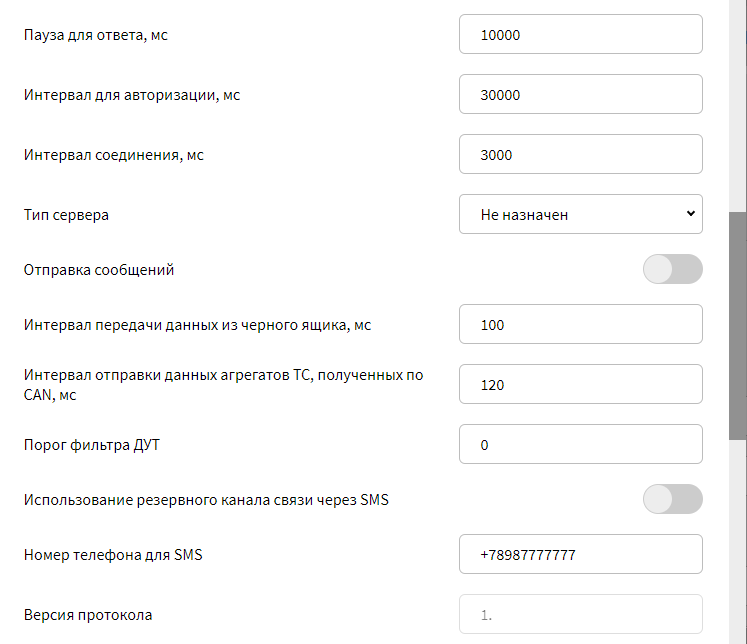 Пауза для ответа, мс
10000
Интервал для авторизации, мс
30000
Интервал соединения, мс
3000
Тип сервера
Не назначен
Отправка сообщений
Интервал передачи данных из черного ящика, мс
100
Интервал отправки данных агрегатов ТС, полученных по
CAN, мс
120
Порог фильтра ДУТ
0
Использование резервного канала связи через SMS
Номер телефона для SMS
+78987777777
Версия протокола
1.